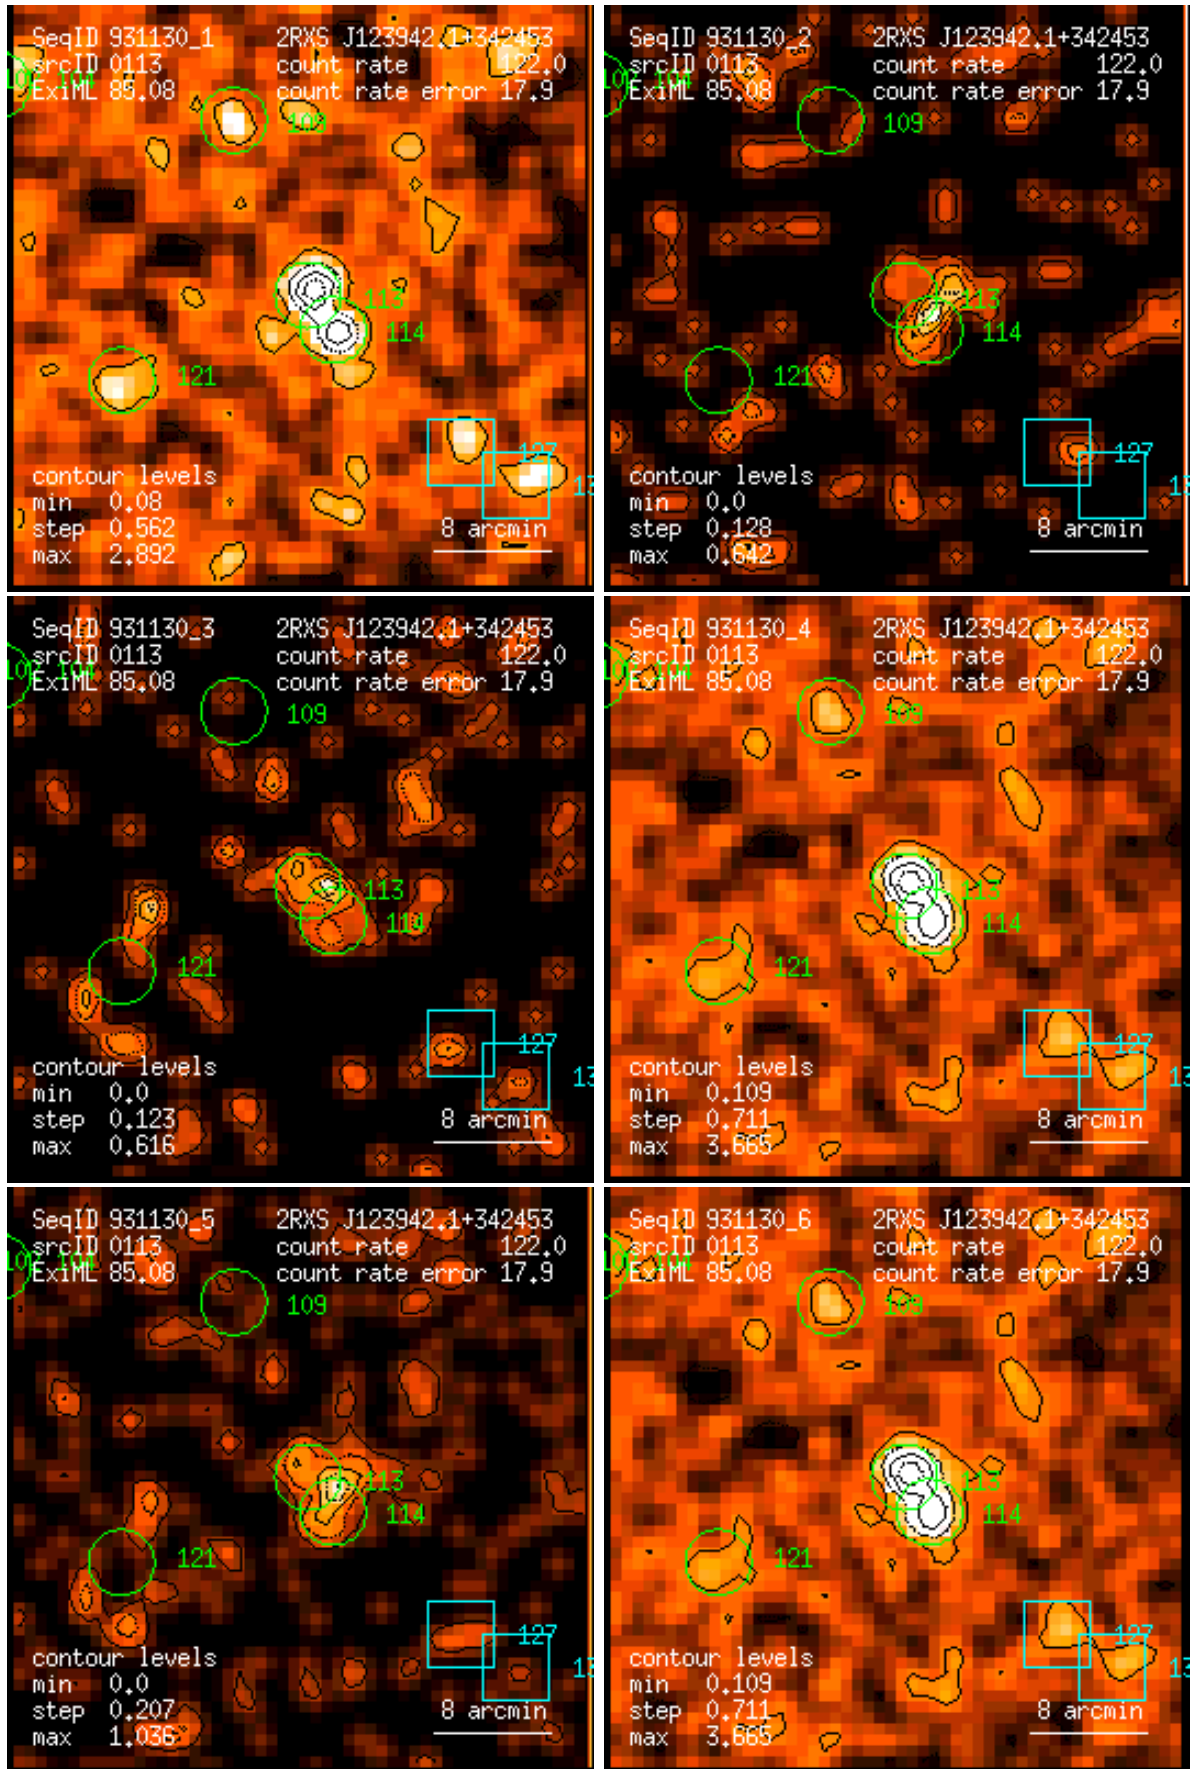 SeqID 931130_1 2RXS J123942.1+342453
srcID 0113 count rate 122.0
ExiML 85.08 count rate error 17.9
104
109
113
114
121
127
contour levels
min 0.08
step 0.562 8 arcmin
max 2.892
SeqID 931130_2 2RXS J123942.1+342453
srcID 0113 count rate 122.0
ExiML 85.08 count rate error 17.9
104
109
113
114
121
127
contour levels
min 0.0
step 0.128 8 arcmin
max 0.642
SeqID 931130_3 2RXS J123942.1+342453
srcID 0113 count rate 122.0
ExiML 85.08 count rate error 17.9
104
109
113
114
121
127
contour levels
min 0.0
step 0.123 8 arcmin
max 0.616
SeqID 931130_4 2RXS J123942.1+342453
srcID 0113 count rate 122.0
ExiML 85.08 count rate error 17.9
104
109
113
114
121
127
contour levels
min 0.109
step 0.711 8 arcmin
max 3.665
SeqID 931130_5 2RXS J123942.1+342453
srcID 0113 count rate 122.0
ExiML 85.08 count rate error 17.9
104
109
113
114
121
127
contour levels
min 0.0
step 0.207 8 arcmin
max 1.036
SeqID 931130_6 2RXS J123942.1+342453
srcID 0113 count rate 122.0
ExiML 85.08 count rate error 17.9
104
109
113
114
121
127
contour levels
min 0.109
step 0.711 8 arcmin
max 3.665